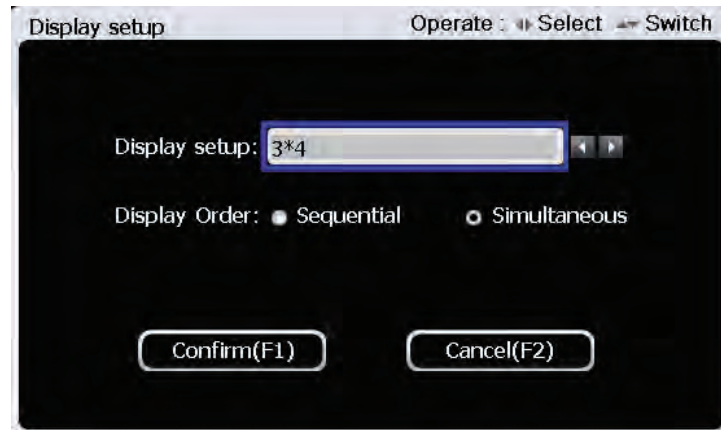 Display setup Operate : Select Switch
Display setup: 3*4
Display Order: Sequential Simultaneous
Confirm(F1) Cancel(F2)